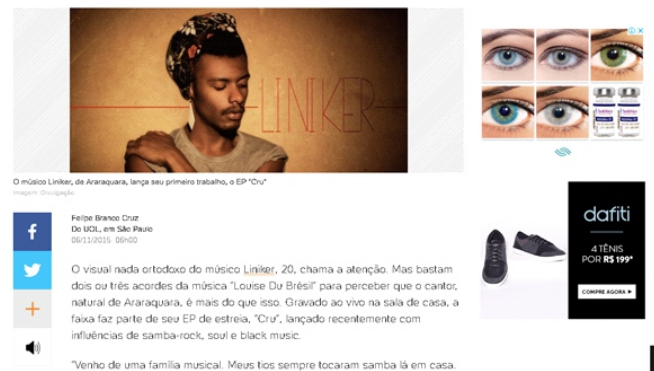 LINIKER
O músico Liniker, de Araraquara, lança seu primeiro trabalho, o EP "Cru"
Imagem: Divulgação
Felipe Branco Cruz
Do UOL, em São Paulo
06/11/2015 06h00
O visual nada ortodoxo do músico Liniker, 20, chama a atenção. Mas bastam
dois ou três acordes da música "Louise Du Brésil" para perceber que o cantor,
natural de Araraquara, é mais do que isso. Gravado ao vivo na sala de casa, a
faixa faz parte de seu EP de estreia, "Cru", lançado recentemente com
influências de samba-rock, soul e black music.
"Venho de uma família musical. Meus tios sempre tocaram samba lá em casa.
dafiti
4 TÊNIS
POR R$ 199*
COMPRE AGORA